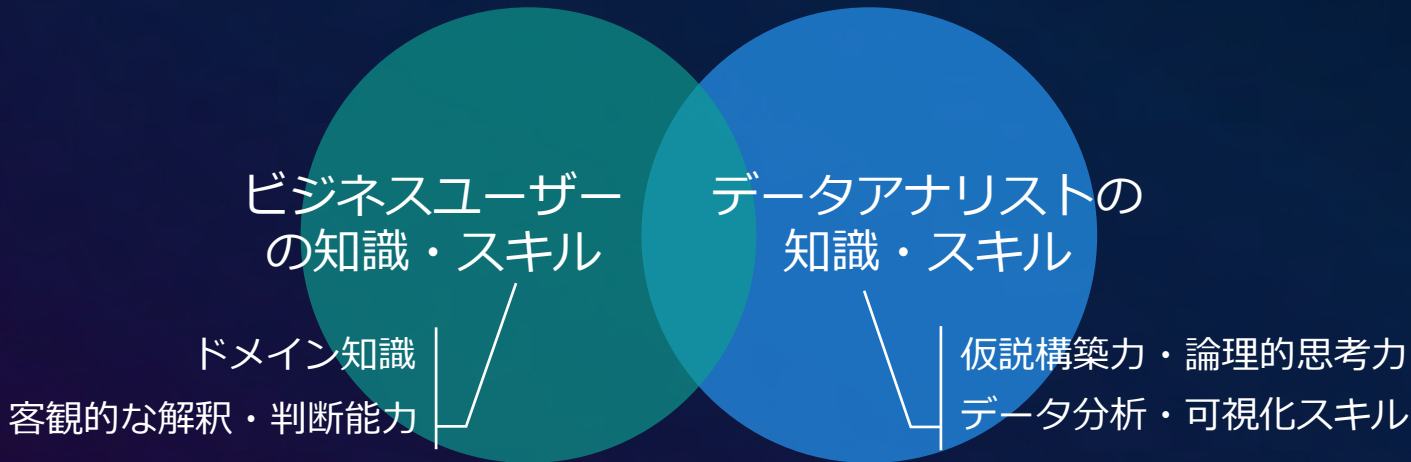 ビジネスユーザー
の知識・スキル
データアナリストの
知識・スキル
ドメイン知識
客観的な解釈・判断能力
仮説構築力・論理的思考力
データ分析・可視化スキル